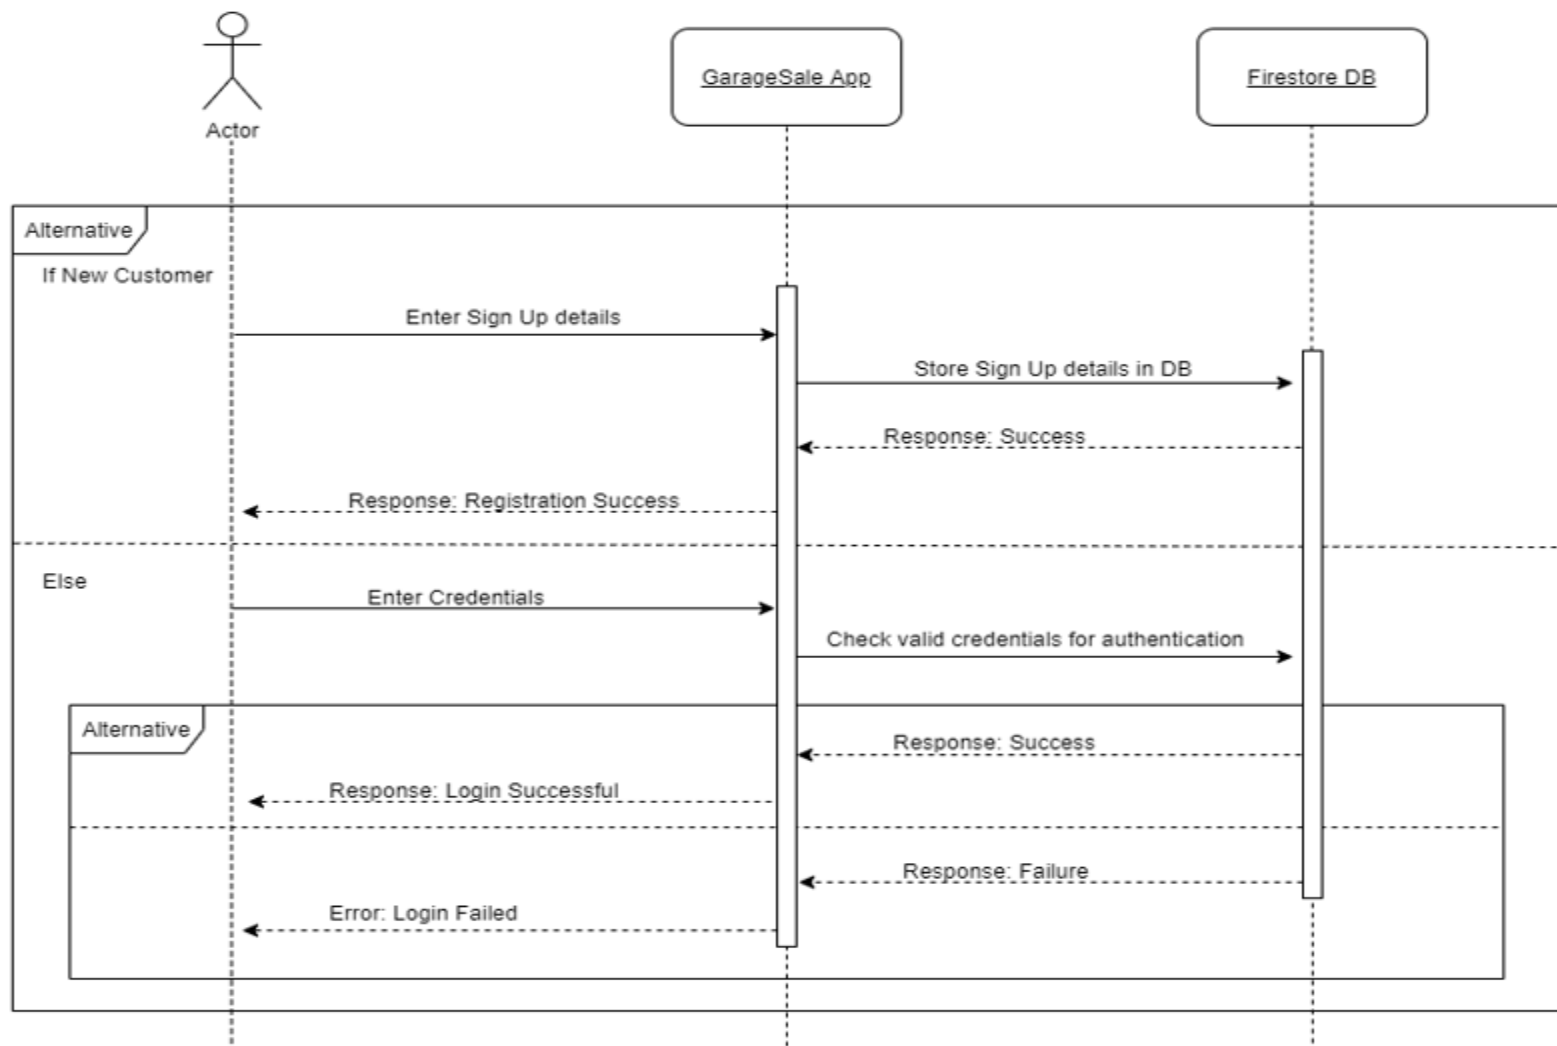 Actor
GarageSale App
Firestore DB
Alternative
If New Customer
Enter Sign Up details
Store Sign Up details in DB
Response: Success
Response: Registration Success
Else
Enter Credentials
Check valid credentials for authentication
Alternative
Response: Success
Response: Login Successful
Response: Failure
Error: Login Failed